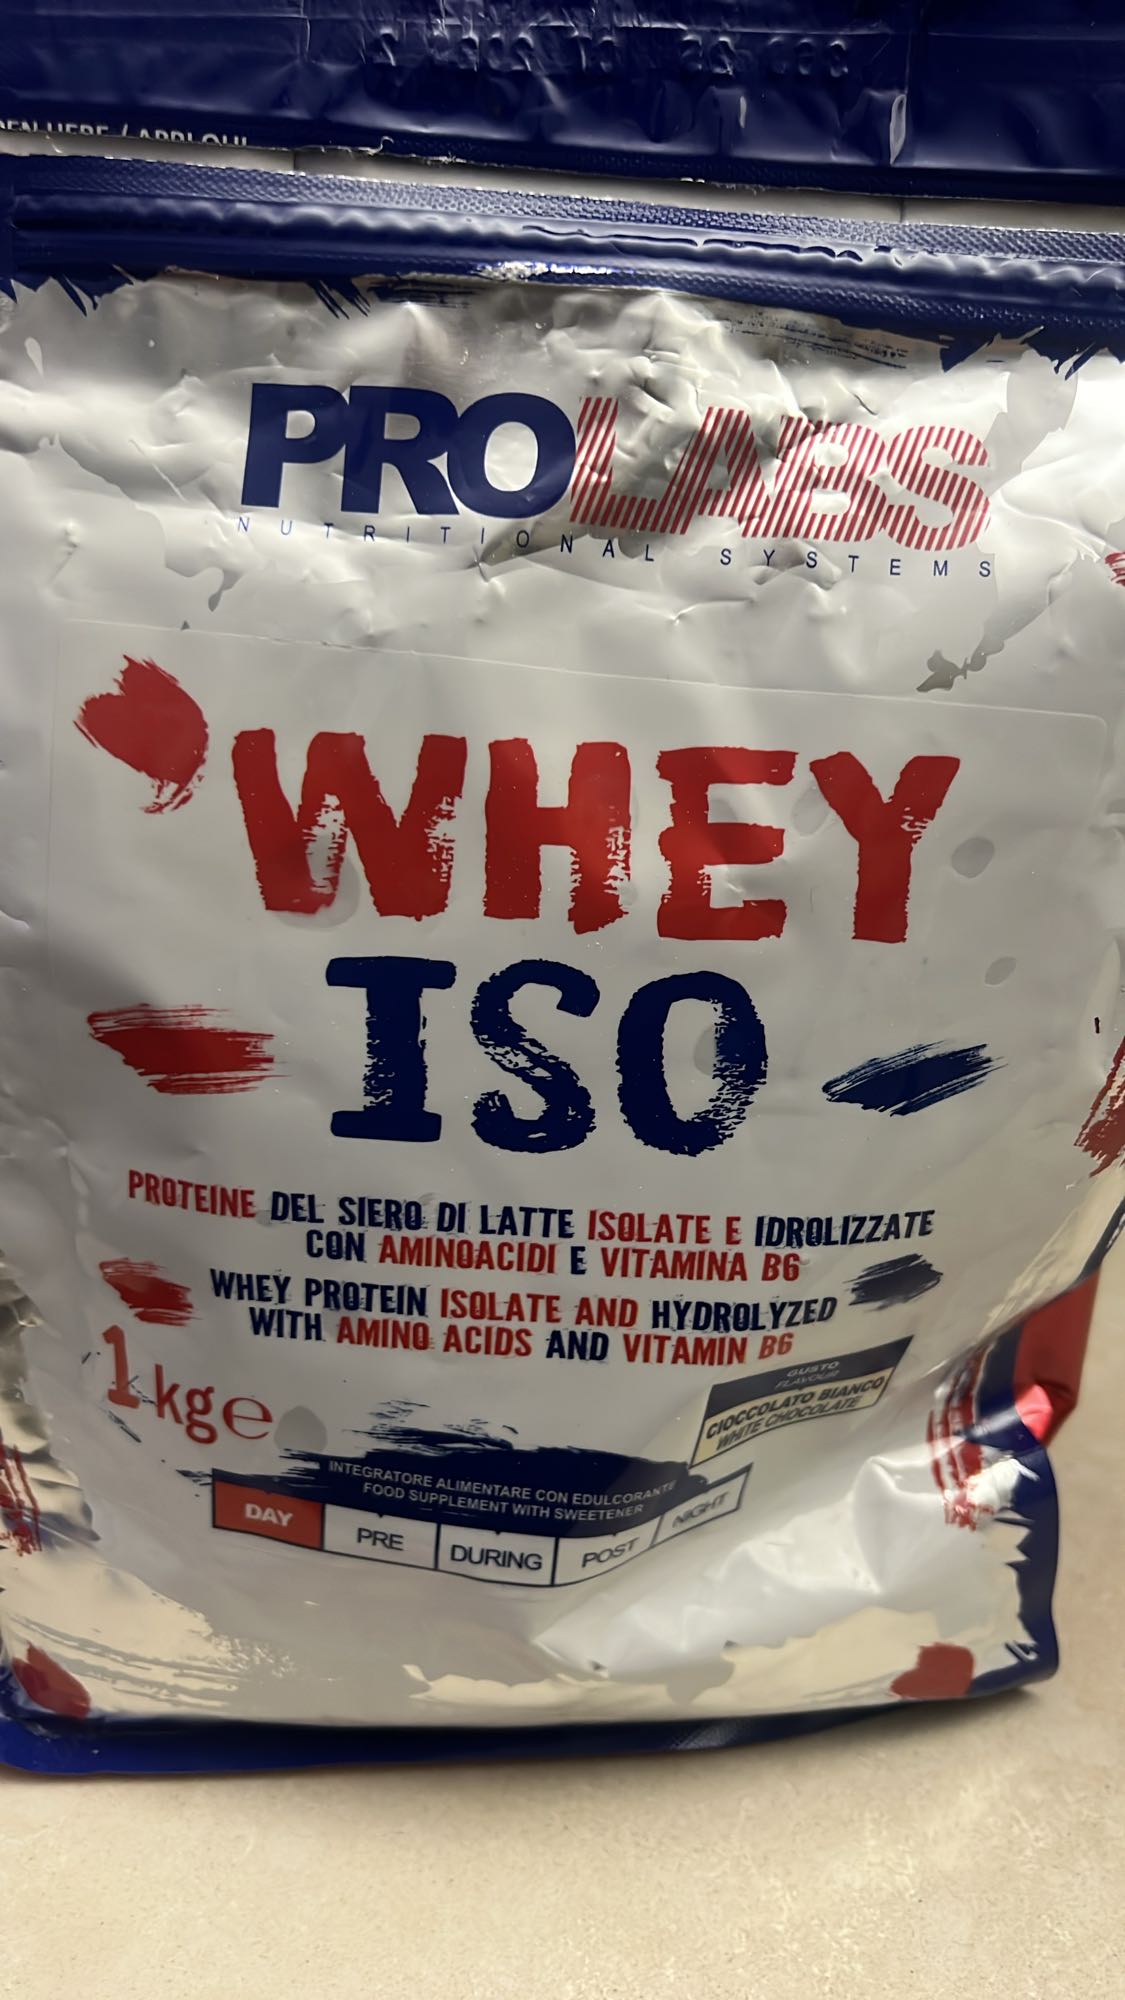 PROLABS
NUTRITIONAL SYSTEMS
WHEY
ISO
PROTEINE DEL SIERO DI LATTE ISOLATE E IDROLIZZATE
CON AMINOACIDI E VITAMINA B6
WHEY PROTEIN ISOLATE AND HYDROLYZED
WITH AMINO ACIDS AND VITAMIN B6
1kg℮
GUSTO
FLAVOUR
CIOCCOLATO BIANCO
WHITE CHOCOLATE
INTEGRATORE ALIMENTARE CON EDULCORANTE
FOOD SUPPLEMENT WITH SWEETENER
DAY PRE DURING POST NIGHT